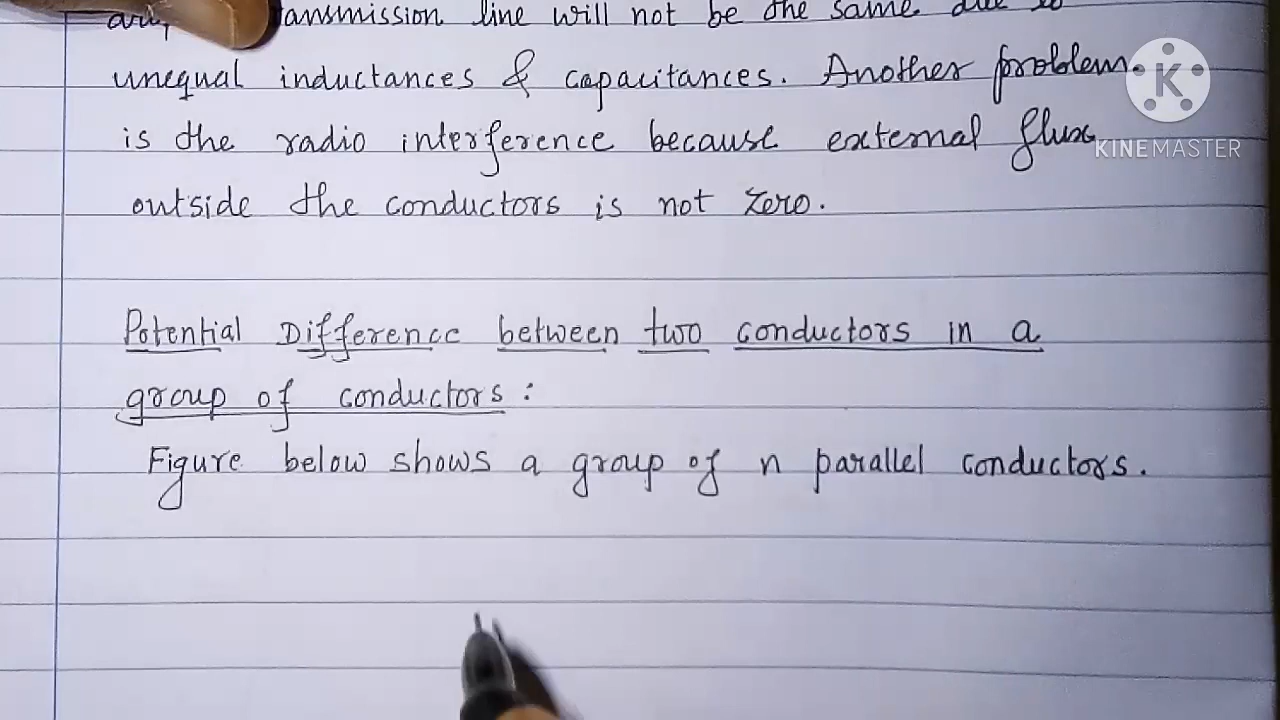 transmission line will not be the same due to
unequal inductances & capacitances. Another problem.
is the radio interference because external flux
outside the conductors is not zero.
Potential Difference between two conductors in a
group of conductors:
Figure below shows a group of n parallel conductors.
K
KINEMASTER